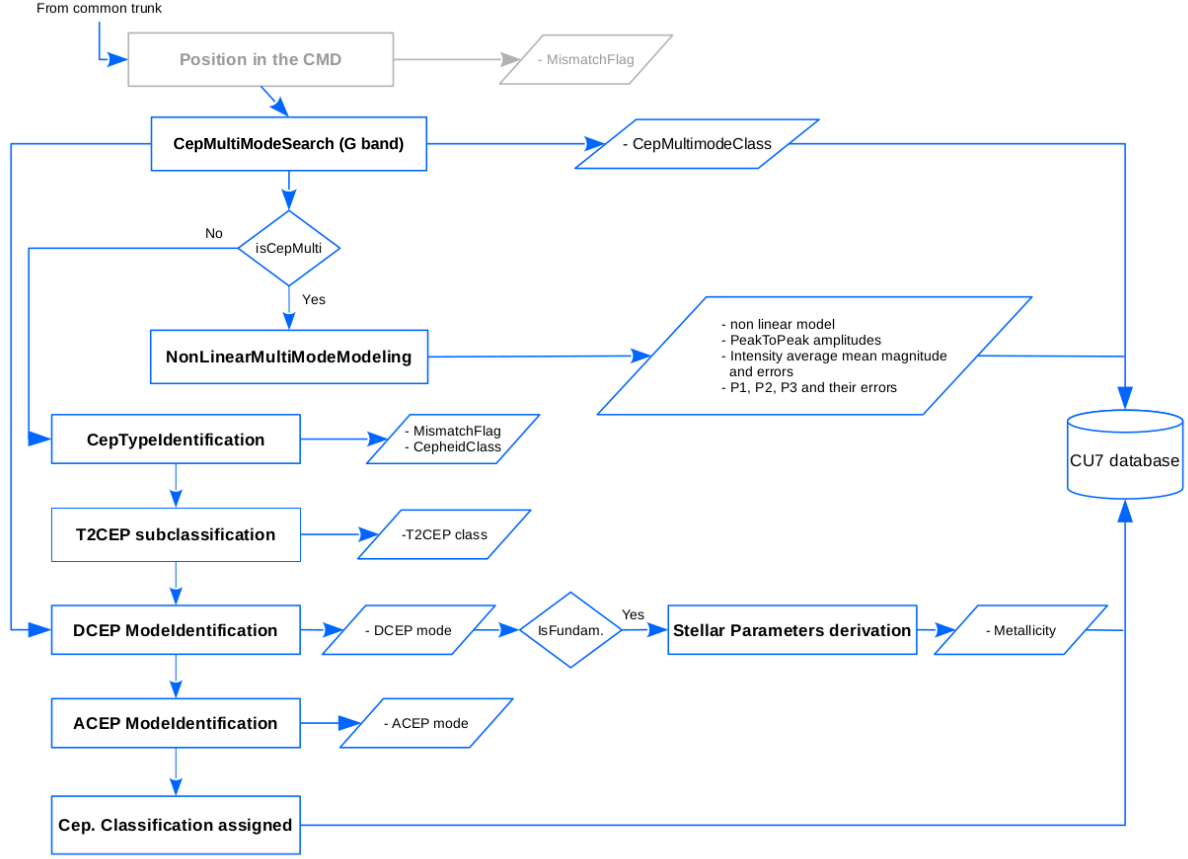 From common trunk
Position in the CMD
- MismatchFlag
CepMultiModeSearch (G band)
- CepMultimodeClass
No
isCepMulti
Yes
NonLinearMultiModeModeling
- non linear model
- PeakToPeak amplitudes
- Intensity average mean magnitude
and errors
- P1, P2, P3 and their errors
CepTypeIdentification
- MismatchFlag
- CepheidClass
CU7 database
T2CEP subclassification
-T2CEP class
DCEP ModeIdentification
- DCEP mode
IsFundam.
Yes
Stellar Parameters derivation
- Metallicity
ACEP ModeIdentification
- ACEP mode
Cep. Classification assigned